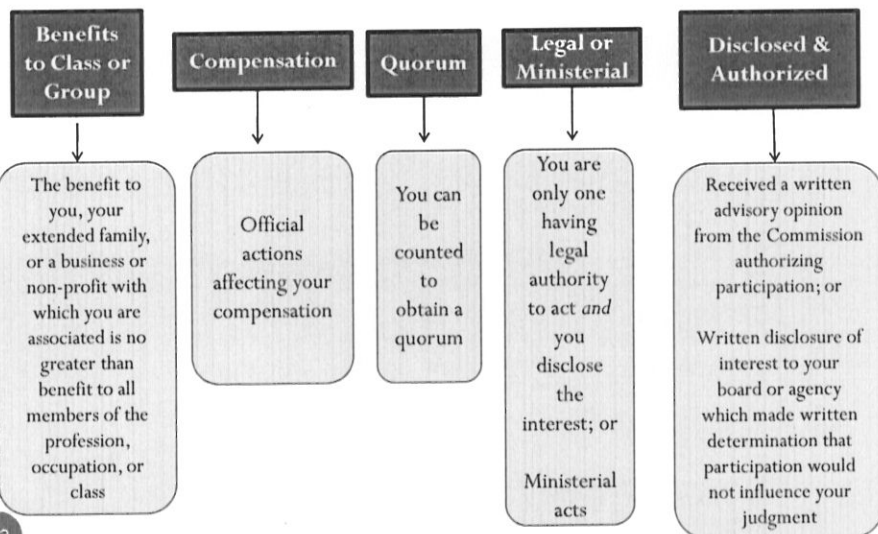 Benefits
to Class or
Group
The benefit to
you, your
extended family,
or a business or
non-profit with
which you are
associated is no
greater than
benefit to all
members of the
profession,
occupation, or
class
Compensation
Official
actions
affecting your
compensation
Quorum
You can
be
counted
to
obtain a
quorum
Legal or
Ministerial
You are
only one
having
legal
authority
to act and
you
disclose
the
interest; or
Ministerial
acts
Disclosed &
Authorized
Received a written
advisory opinion
from the Commission
authorizing
participation; or
Written disclosure of
interest to your
board or agency
which made written
determination that
participation would
not influence your
judgment